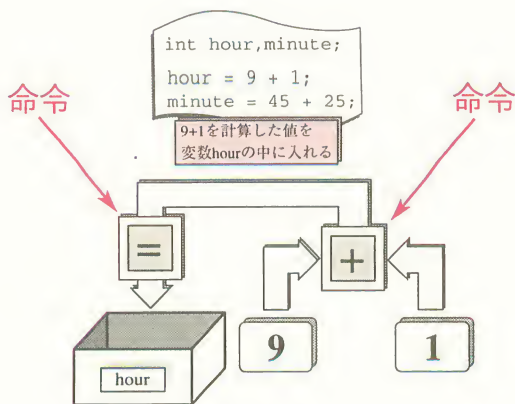 int hour,minute;
hour = 9 + 1;
minute = 45 + 25;
命令
命令
9+1を計算した値を
変数hourの中に入れる
=
+
9
1
hour